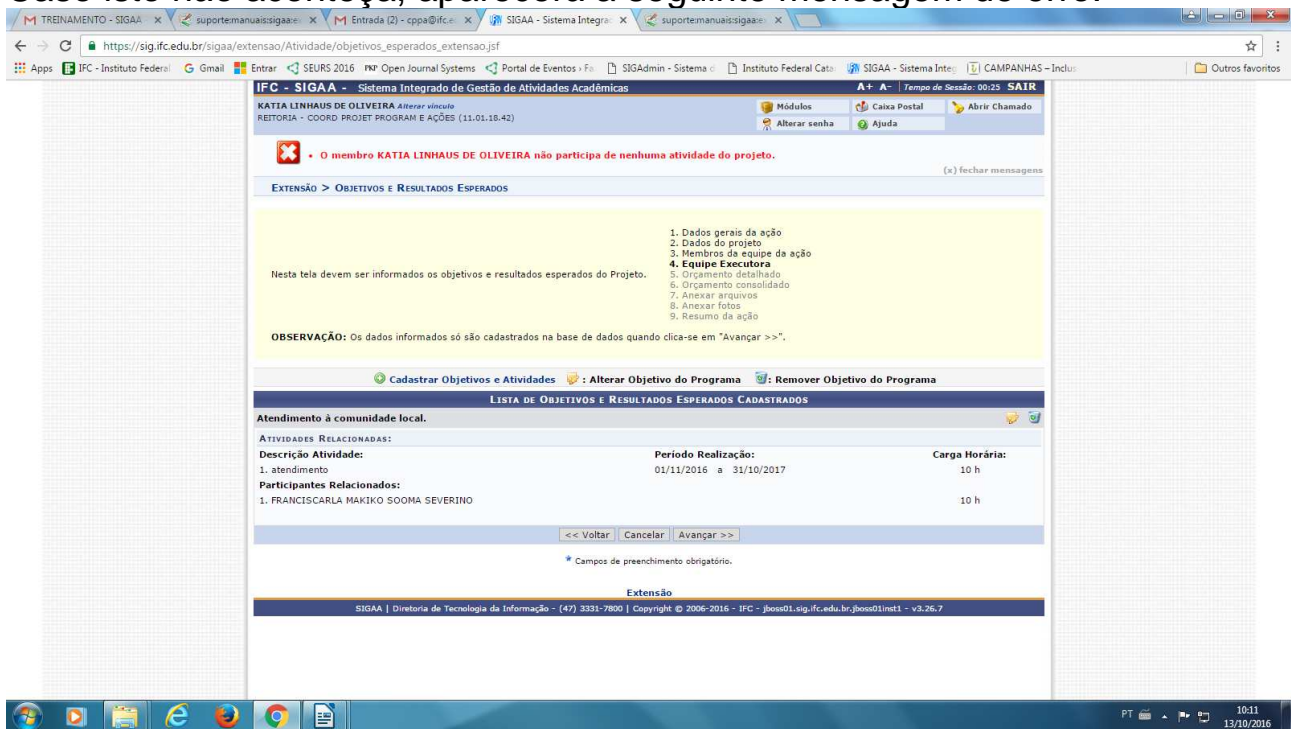 Caso isto não aconteça, aparecerá a seguinte mensagem de erro:
TREINAMENTO - SIGAA
suporte:manuais:sigaa:e
Entrada (2) - cppa@ifc.e
SIGAA - Sistema Integrac
suporte:manuais:sigaa:e
https://sig.ifc.edu.br/sigaa/extensao/Atividade/objetivos_esperados_extensao.jsf
Apps IFC - Instituto Federal Gmail Entrar SEURS 2016 PKP Open Journal Systems Portal de Eventos › Fa SIGAdmin - Sistema d Instituto Federal Cata SIGAA - Sistema Integ CAMPANHAS – Inclus Outros favoritos
IFC - SIGAA - Sistema Integrado de Gestão de Atividades Acadêmicas A+ A- | Tempo de Sessão: 00:25 SAIR
KATIA LINHAUS DE OLIVEIRA Alterar vínculo
REITORIA - COORD PROJET PROGRAM E AÇÕES (11.01.18.42)
Módulos Caixa Postal Abrir Chamado
Alterar senha Ajuda
• O membro KATIA LINHAUS DE OLIVEIRA não participa de nenhuma atividade do projeto.
(x) fechar mensagens
EXTENSÃO > OBJETIVOS E RESULTADOS ESPERADOS
1. Dados gerais da ação
2. Dados do projeto
3. Membros da equipe da ação
4. Equipe Executora
Nesta tela devem ser informados os objetivos e resultados esperados do Projeto.
5. Orçamento detalhado
6. Orçamento consolidado
7. Anexar arquivos
8. Anexar fotos
9. Resumo da ação
OBSERVAÇÃO: Os dados informados só são cadastrados na base de dados quando clica-se em "Avançar >>".
Cadastrar Objetivos e Atividades : Alterar Objetivo do Programa : Remover Objetivo do Programa
LISTA DE OBJETIVOS E RESULTADOS ESPERADOS CADASTRADOS
Atendimento à comunidade local.
ATIVIDADES RELACIONADAS:
Descrição Atividade: Período Realização: Carga Horária:
1. atendimento 01/11/2016 a 31/10/2017 10 h
Participantes Relacionados:
1. FRANCISCARLA MAKIKO SOOMA SEVERINO 10 h
<< Voltar Cancelar Avançar >>
* Campos de preenchimento obrigatório.
Extensão
SIGAA | Diretoria de Tecnologia da Informação - (47) 3331-7800 | Copyright © 2006-2016 - IFC - jboss01.sig.ifc.edu.br.jboss01inst1 - v3.26.7
PT
10:11
13/10/2016